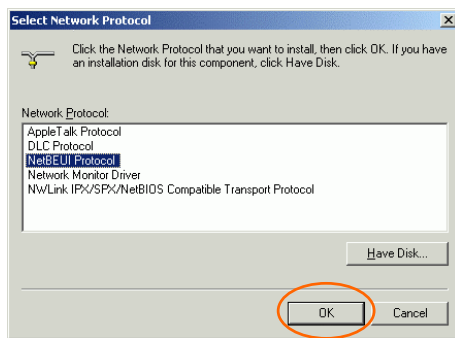 Select Network Protocol
Click the Network Protocol that you want to install, then click OK. If you have
an installation disk for this component, click Have Disk.
Network Protocol:
AppleTalk Protocol
DLC Protocol
NetBEUI Protocol
Network Monitor Driver
NWLink IPX/SPX/NetBIOS Compatible Transport Protocol
Have Disk...
OK Cancel